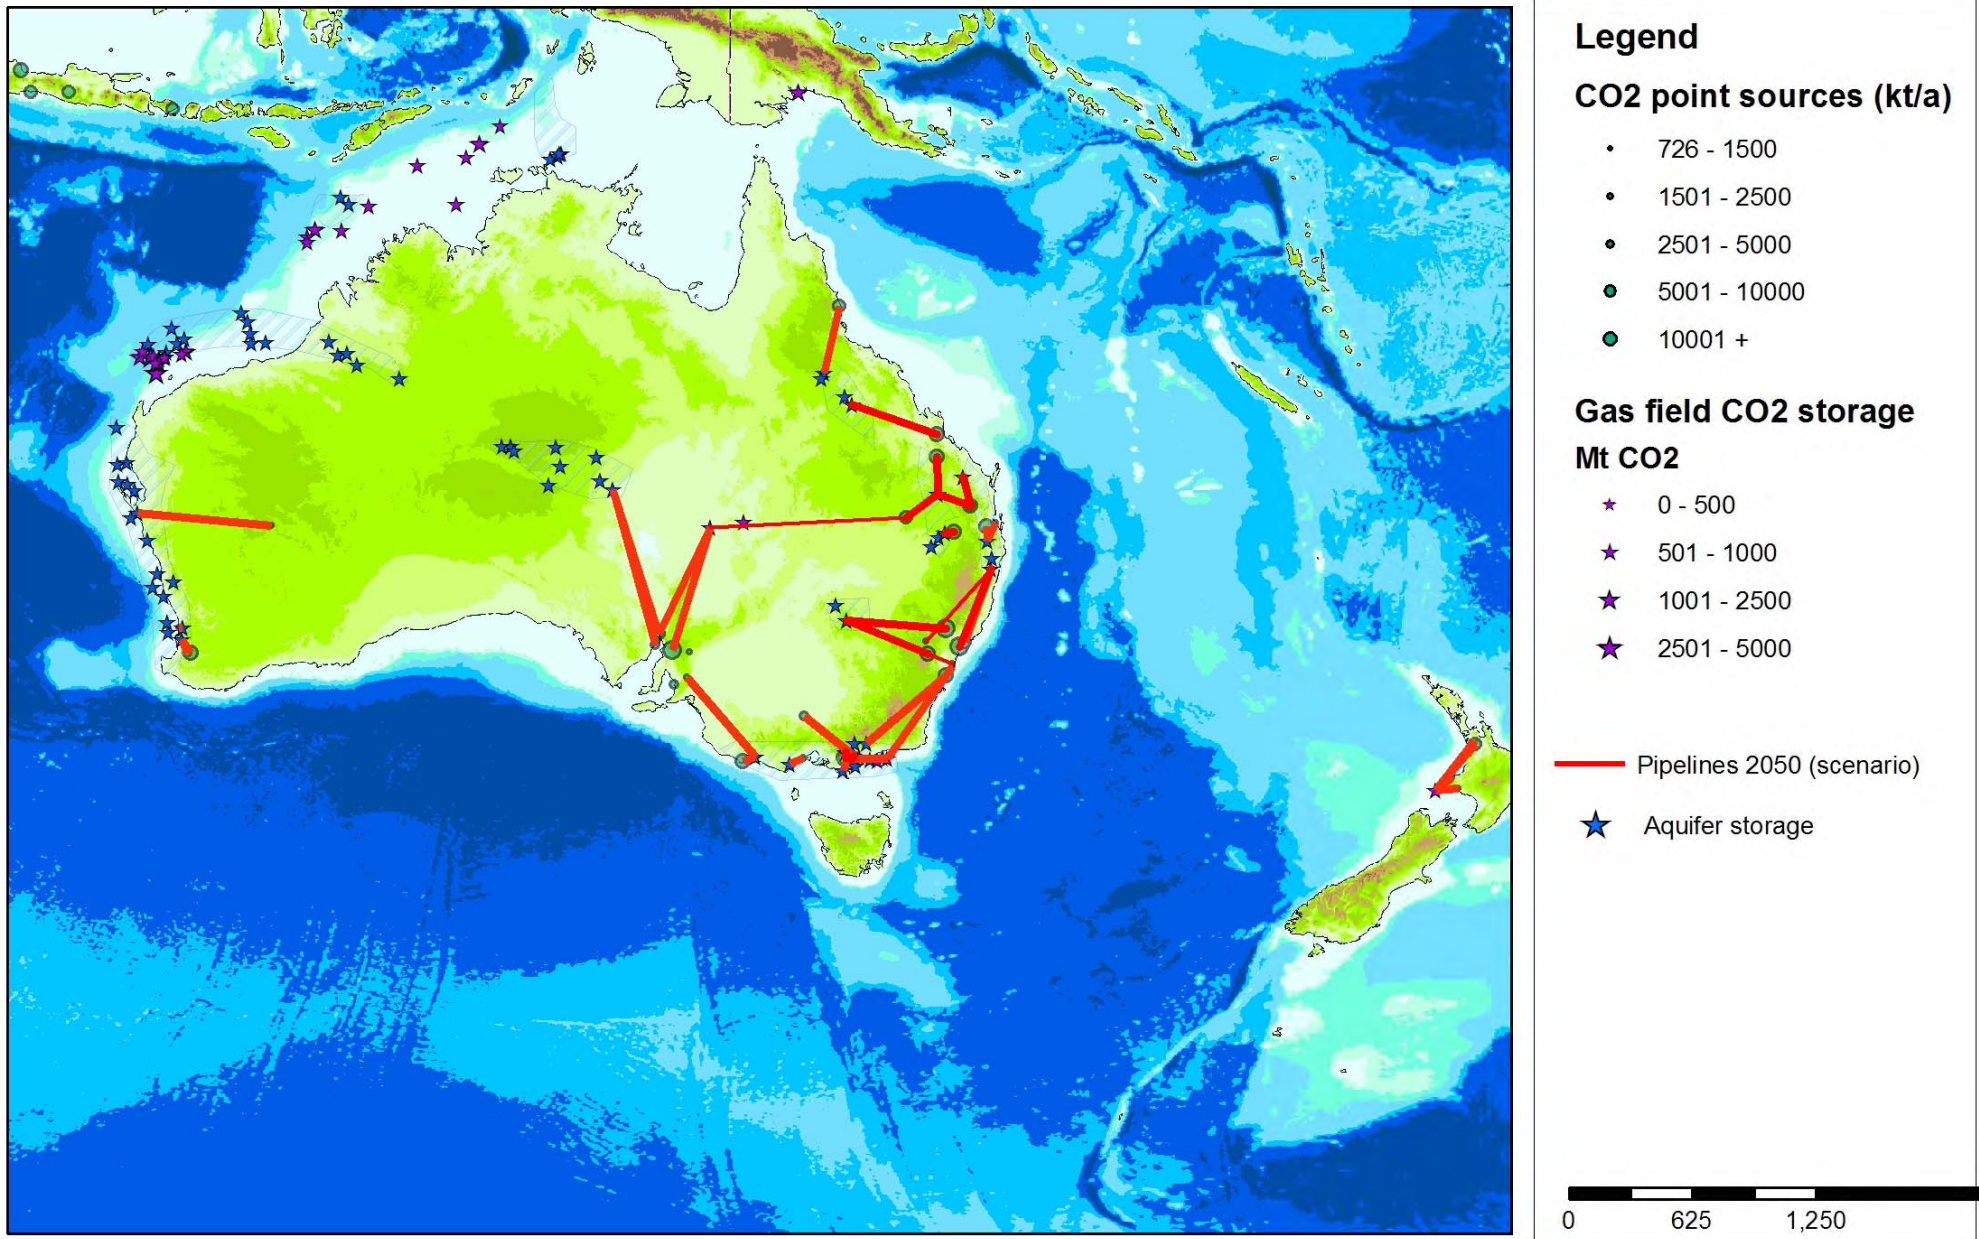 Legend
CO2 point sources (kt/a)
726 - 1500
1501 - 2500
2501 - 5000
5001 - 10000
10001 +
Gas field CO2 storage
Mt CO2
0 - 500
501 - 1000
1001 - 2500
2501 - 5000
Pipelines 2050 (scenario)
Aquifer storage
0 625 1,250